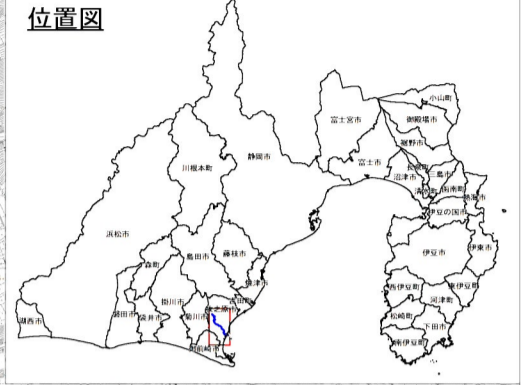 位置図
小山町
御殿場市
富士宮市
裾野市
静岡市
富士市
長泉町
三島市
沼津市
川根本町
清水町
函南町
熱海市
伊豆の国市
浜松市
島田市
藤枝市
伊豆市
伊東市
森町
焼津市
掛川市
西伊豆町
東伊豆町
吉田町
磐田市
袋井市
菊川市
牧之原市
河津町
湖西市
松崎町
下田市
御前崎市
南伊豆町